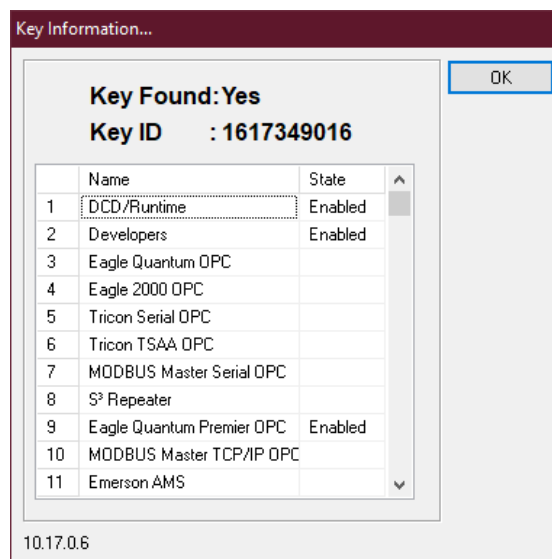 Key Information...
OK
Key Found: Yes
Key ID : 1617349016
Name State
1 DCD/Runtime Enabled
2 Developers Enabled
3 Eagle Quantum OPC
4 Eagle 2000 OPC
5 Tricon Serial OPC
6 Tricon TSAA OPC
7 MODBUS Master Serial OPC
8 S³ Repeater
9 Eagle Quantum Premier OPC Enabled
10 MODBUS Master TCP/IP OPC
11 Emerson AMS
10.17.0.6